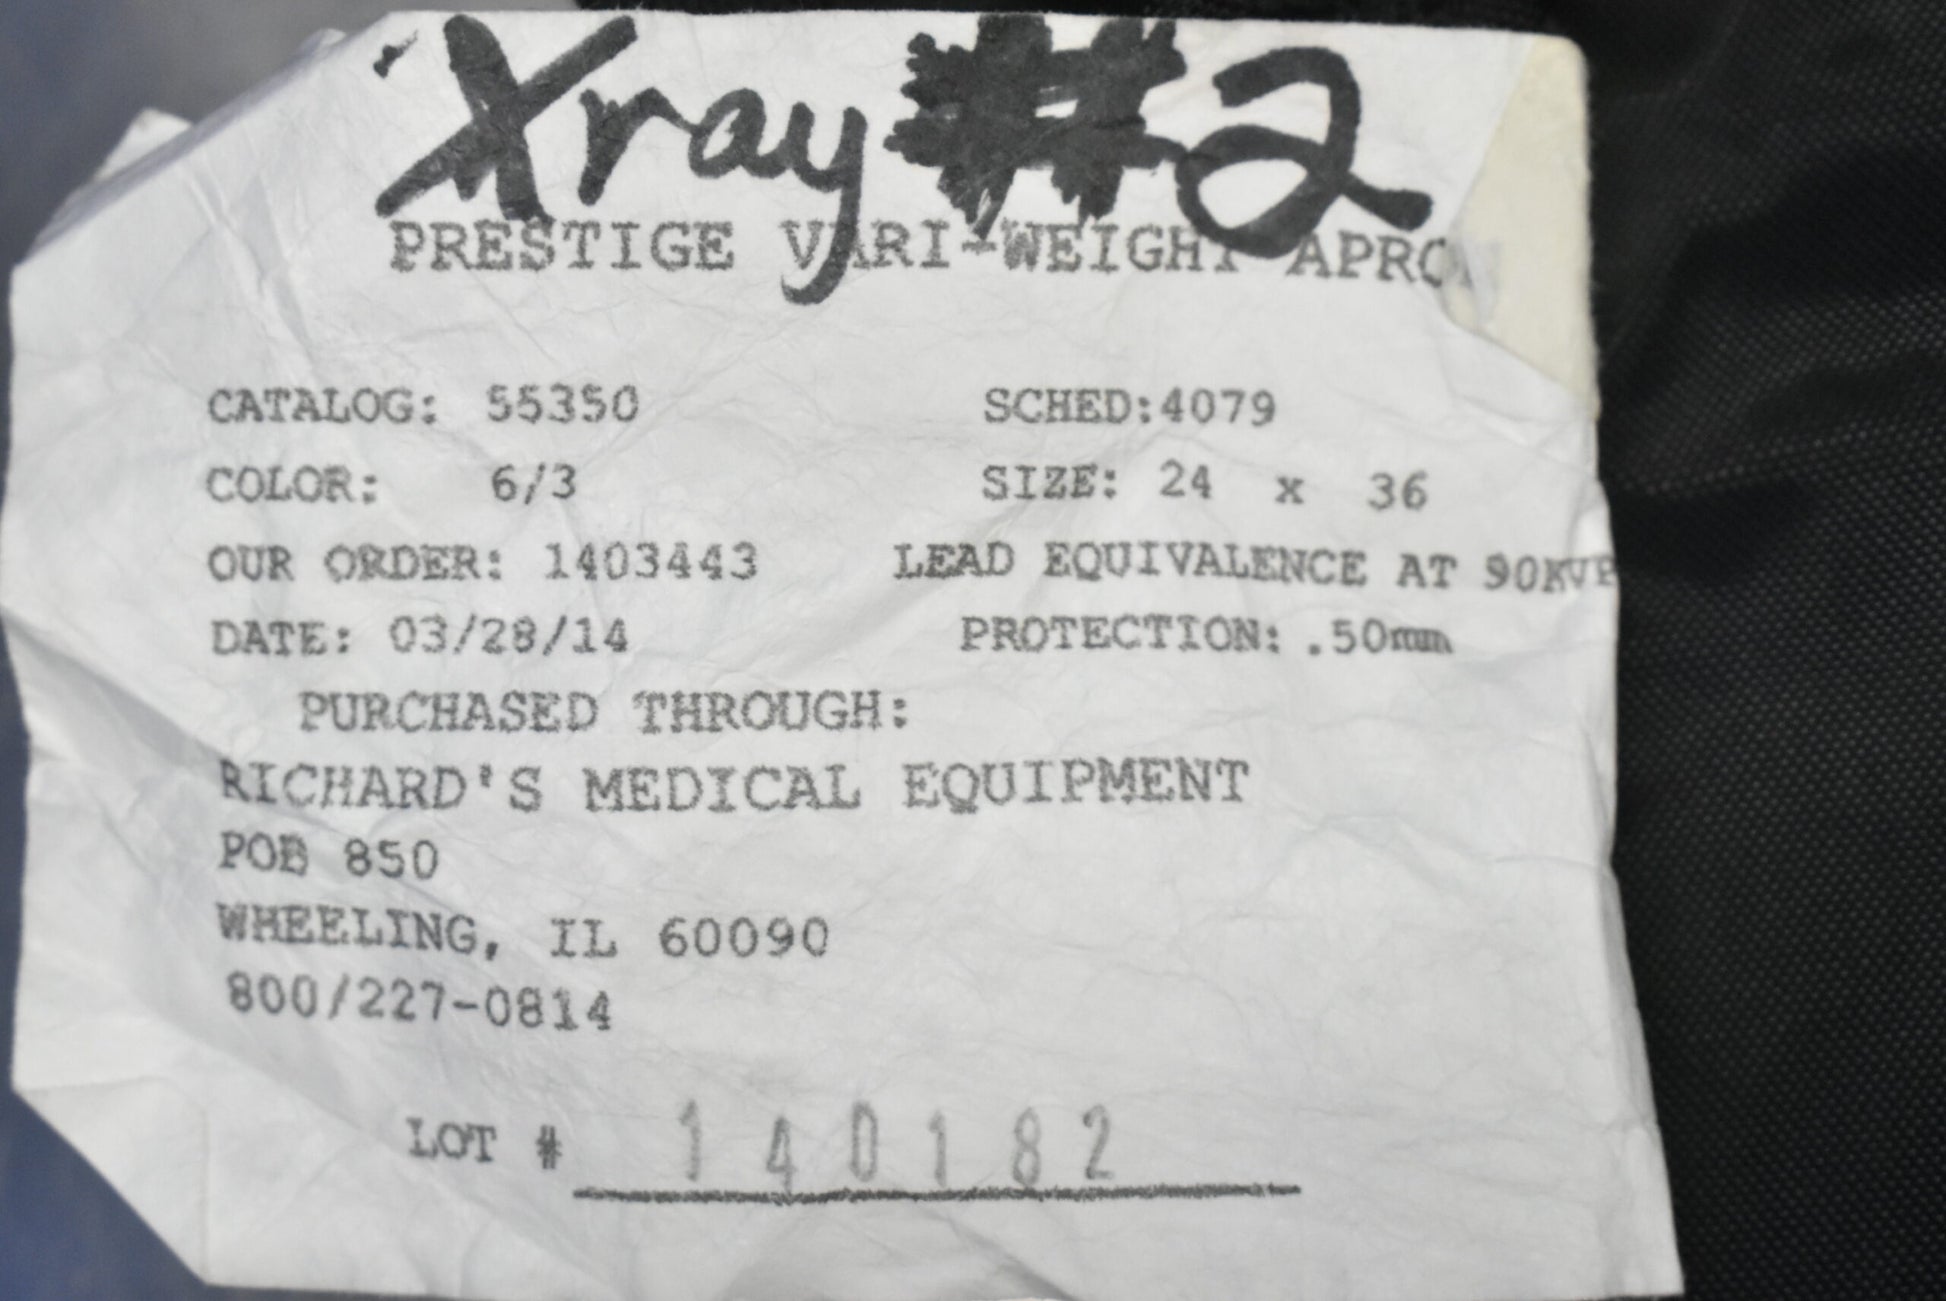 Xray #2
PRESTIGE VARI-WEIGHT APRON
CATALOG: 55350 SCHED:4079
COLOR: 6/3 SIZE: 24 x 36
OUR ORDER: 1403443 LEAD EQUIVALENCE AT 90KVP
DATE: 03/28/14 PROTECTION: .50mm
PURCHASED THROUGH:
RICHARD'S MEDICAL EQUIPMENT
POB 850
WHEELING, IL 60090
800/227-0814
LOT # 140182